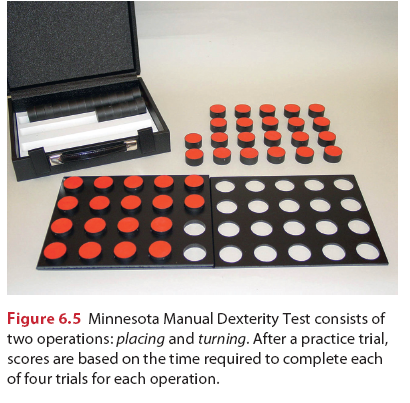 Figure 6.5 Minnesota Manual Dexterity Test consists of
two operations: placing and turning. After a practice trial,
scores are based on the time required to complete each
of four trials for each operation.